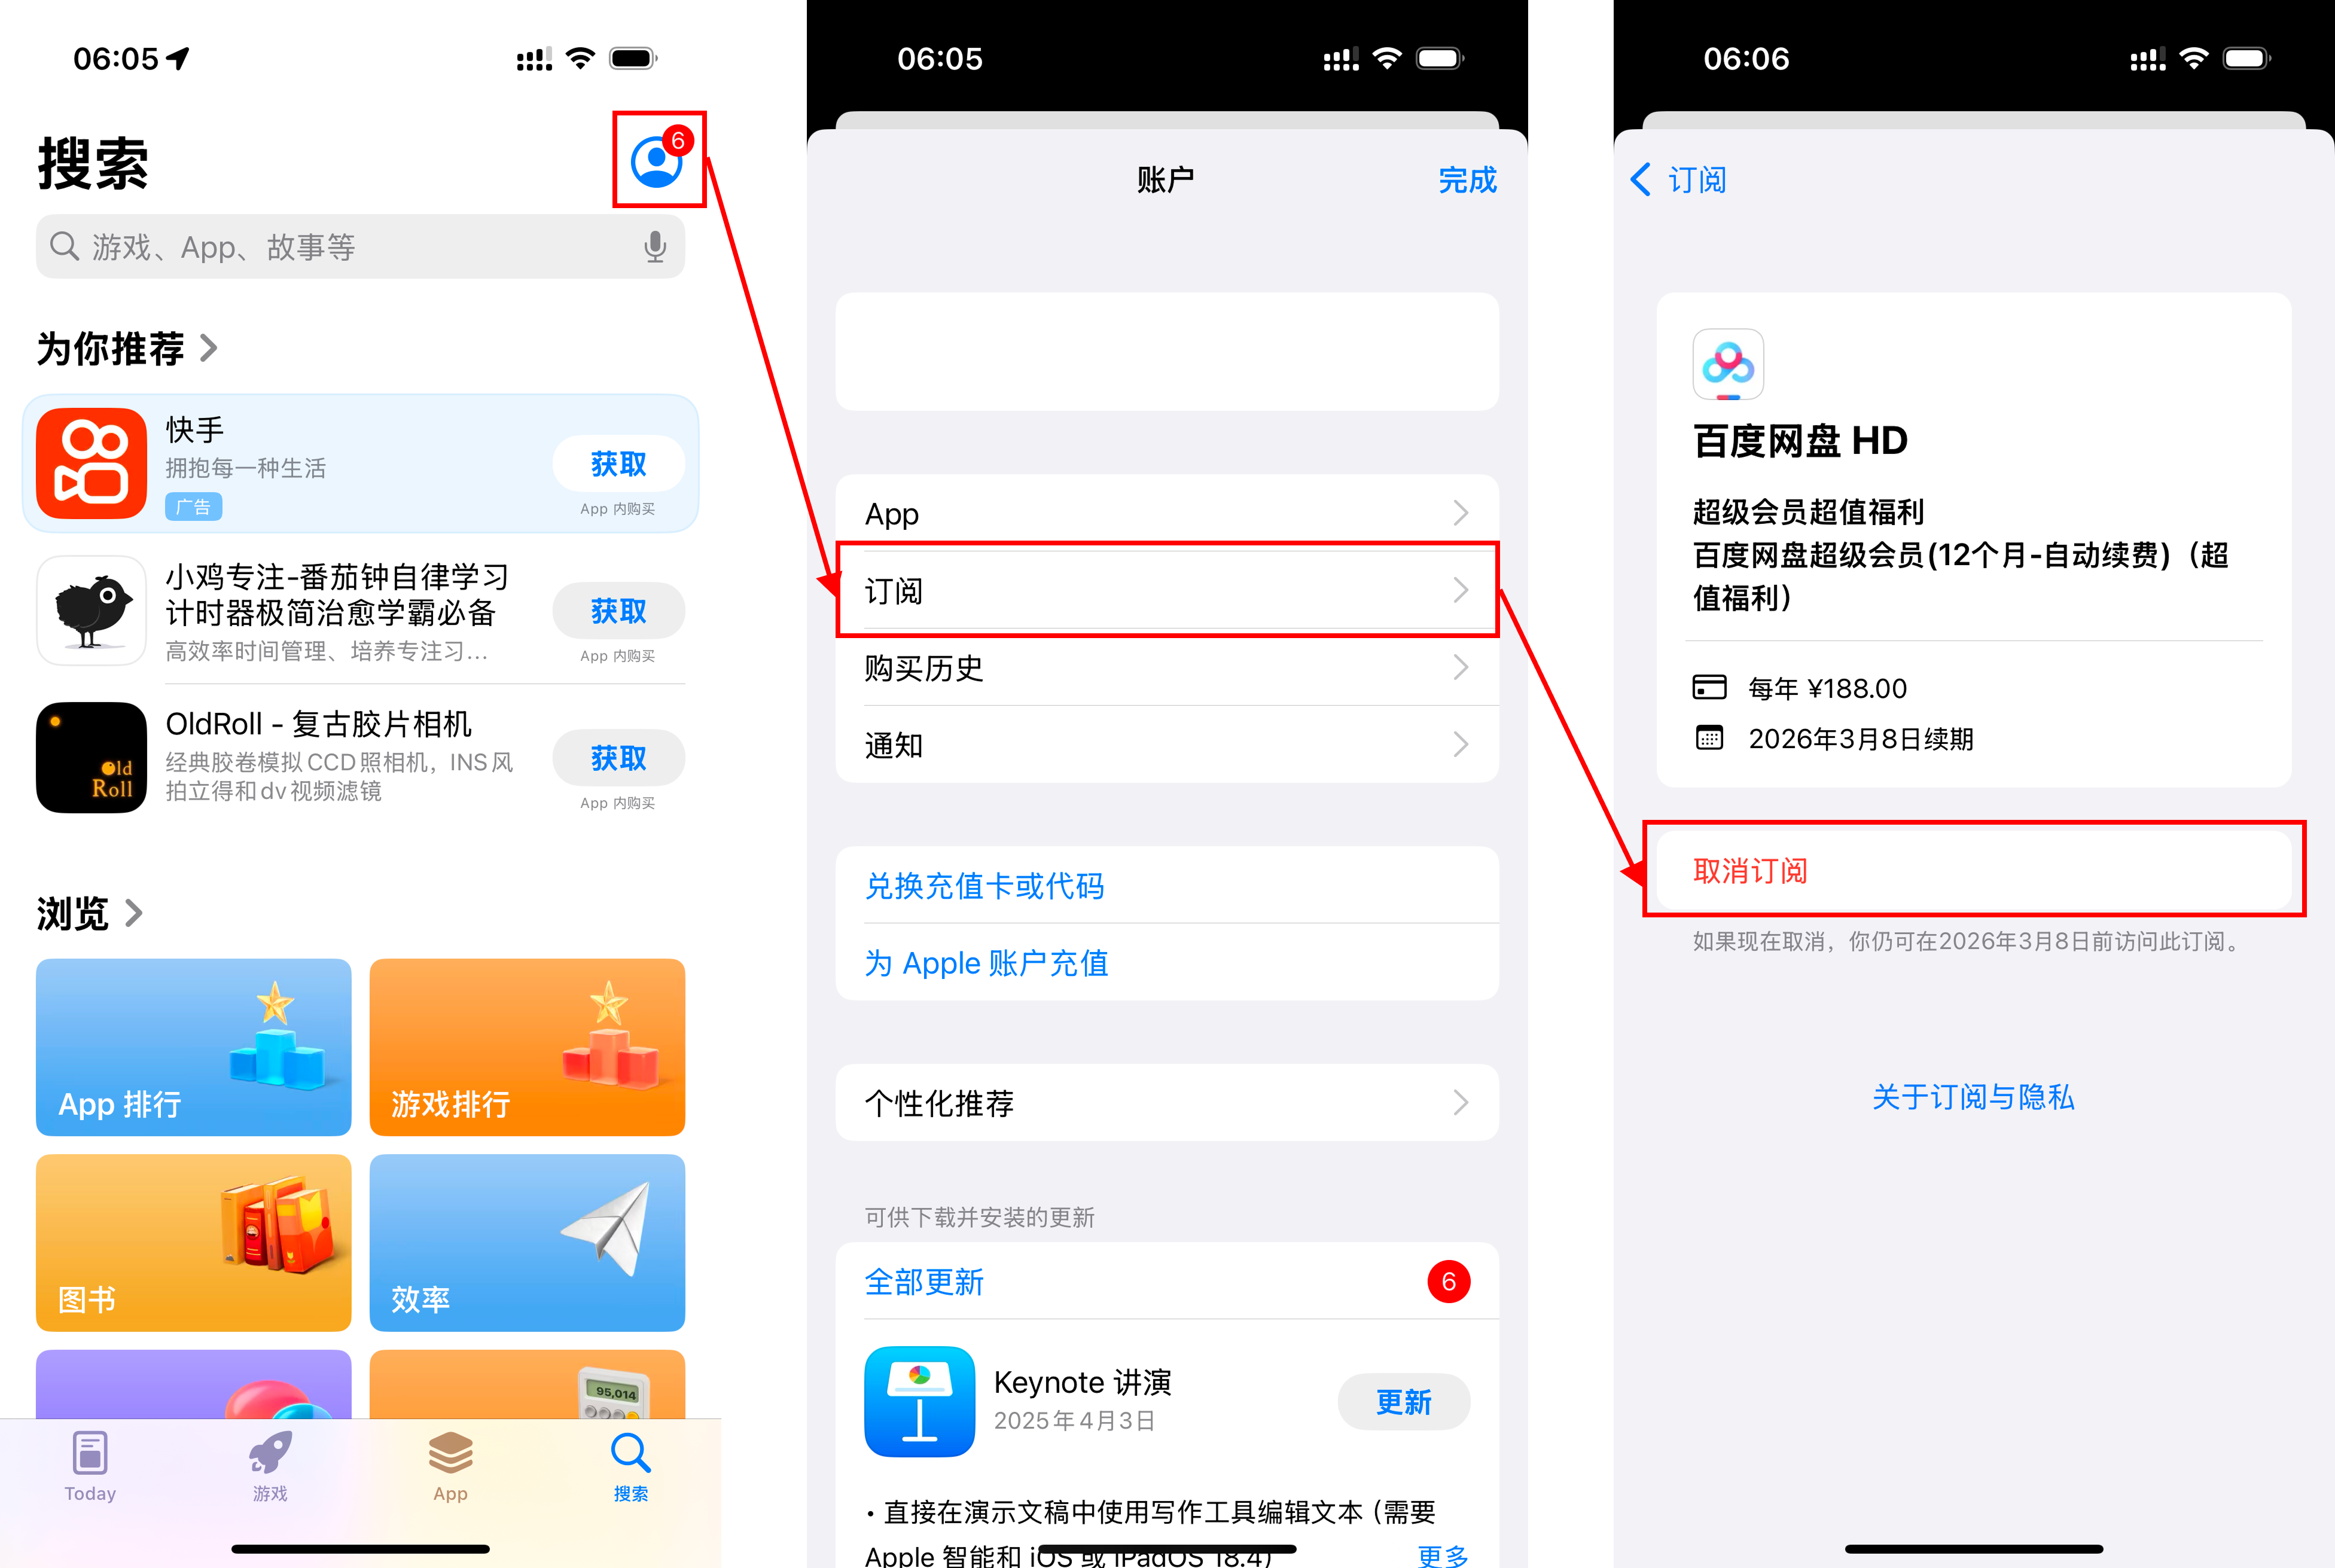 06:05
搜索
6
游戏、App、故事等
为你推荐
快手
拥抱每一种生活
广告
获取
App 内购买
小鸡专注-番茄钟自律学习
计时器极简治愈学霸必备
高效率时间管理、培养专注习...
获取
App 内购买
Old
Roll
OldRoll - 复古胶片相机
经典胶卷模拟 CCD 照相机，INS 风
拍立得和 dv 视频滤镜
获取
App 内购买
浏览
App 排行
游戏排行
图书
效率
95,014
Today
游戏
App
搜索
06:05
账户
完成
App
订阅
购买历史
通知
兑换充值卡或代码
为 Apple 账户充值
个性化推荐
可供下载并安装的更新
全部更新
6
Keynote 讲演
2025年4月3日
更新
• 直接在演示文稿中使用写作工具编辑文本（需要
Apple 智能和 iOS 或 iPadOS 18.4）
更多
06:06
订阅
百度网盘 HD
超级会员超值福利
百度网盘超级会员(12个月-自动续费)（超
值福利）
每年 ¥188.00
2026年3月8日续期
取消订阅
如果现在取消，你仍可在2026年3月8日前访问此订阅。
关于订阅与隐私